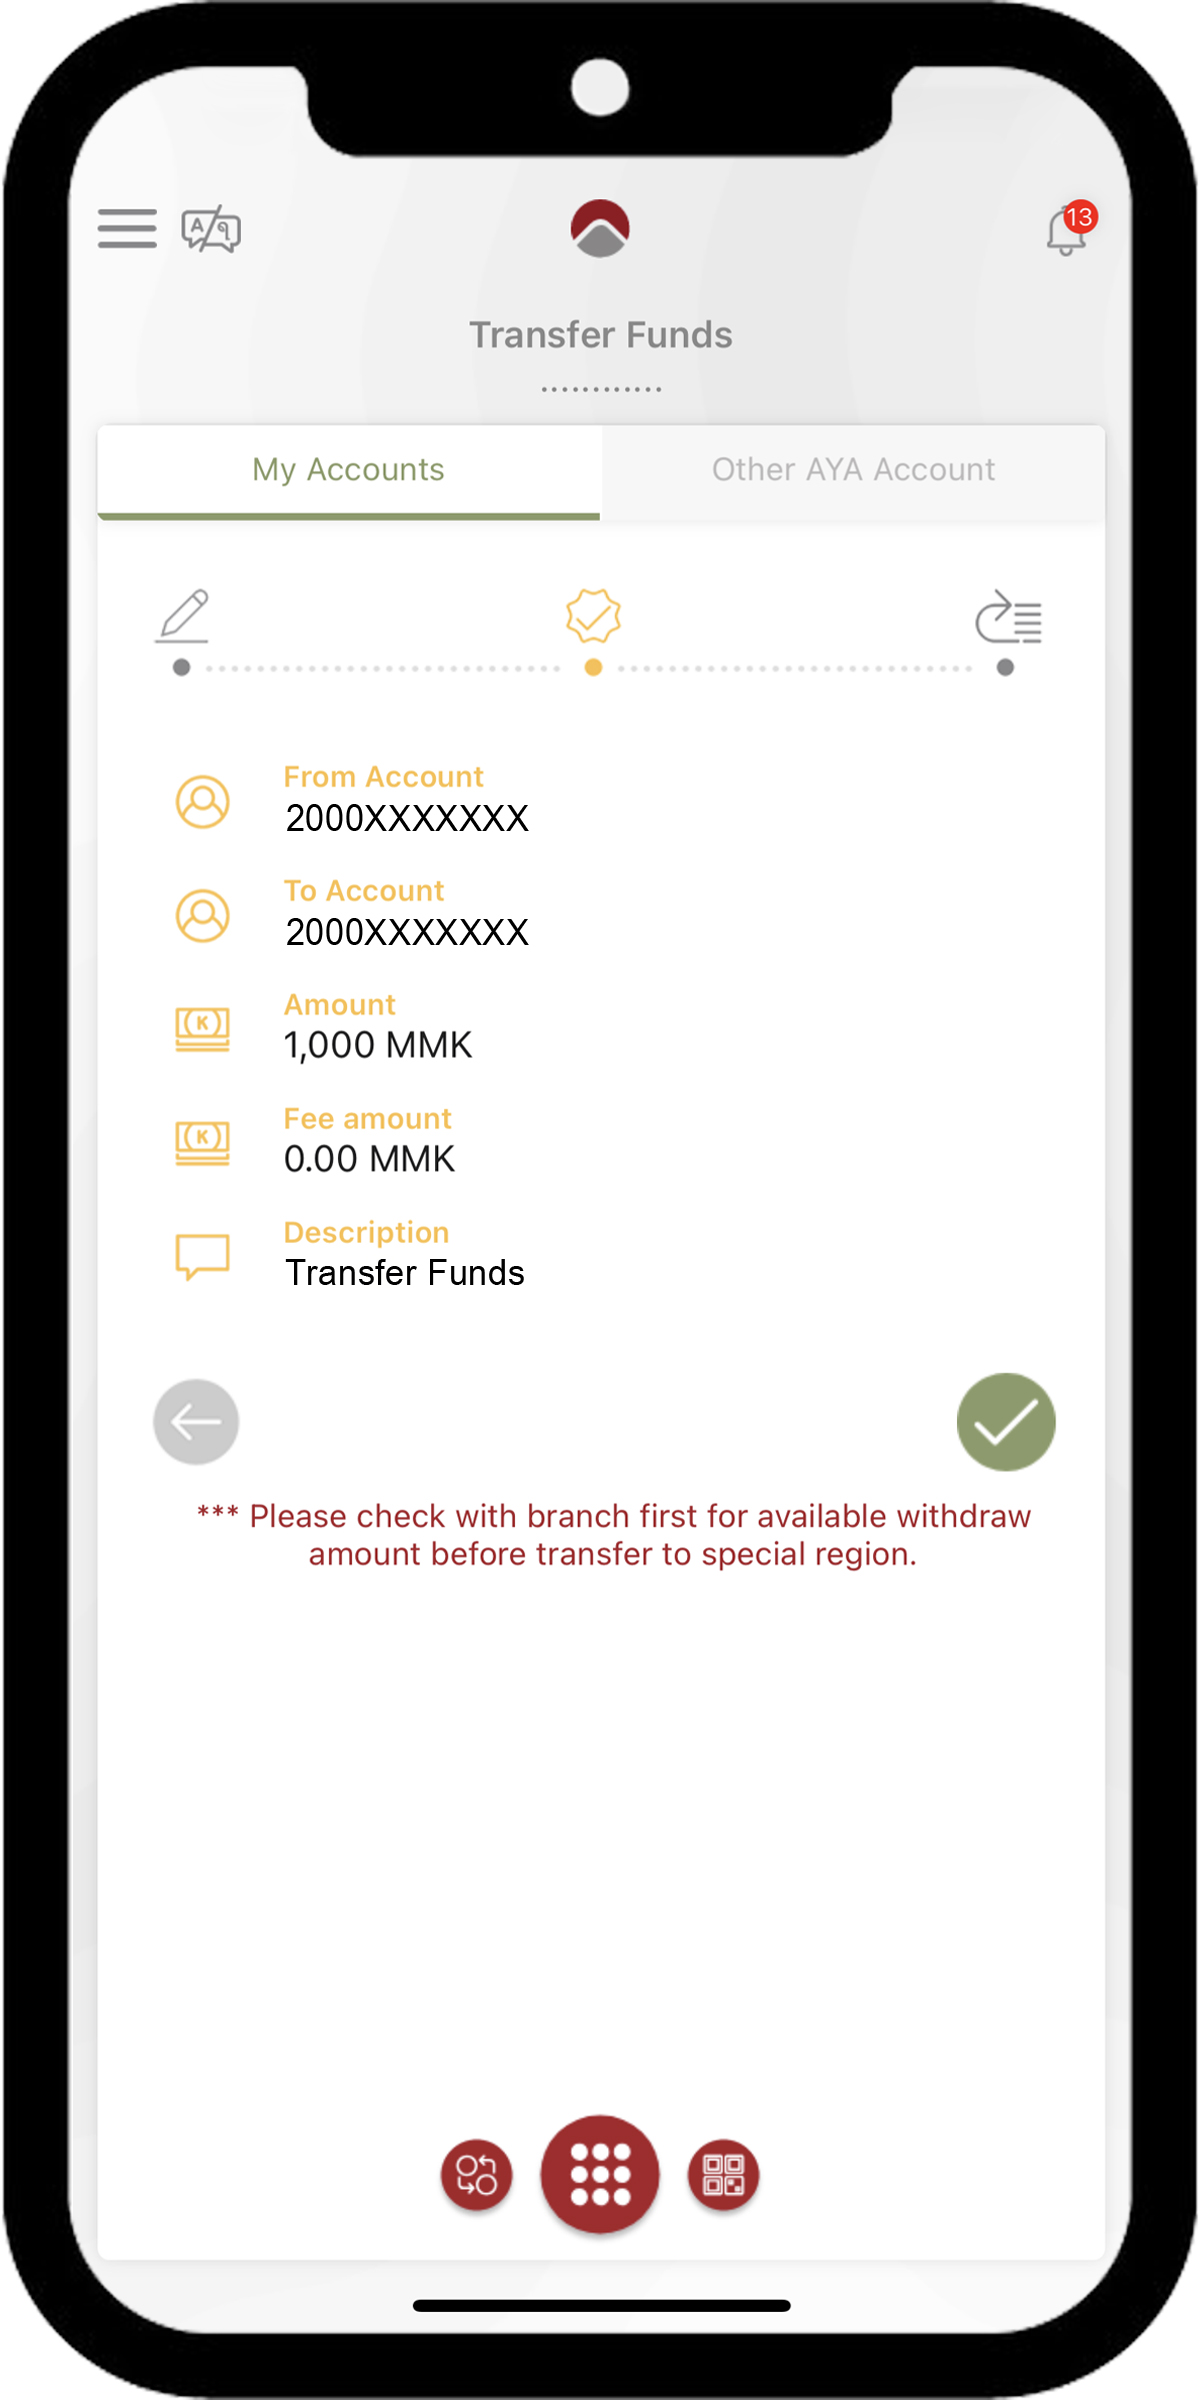 13
Transfer Funds
My Accounts
Other AYA Account
From Account
2000XXXXXXX
To Account
2000XXXXXXX
Amount
1,000 MMK
Fee amount
0.00 MMK
Description
Transfer Funds
*** Please check with branch first for available withdraw
amount before transfer to special region.